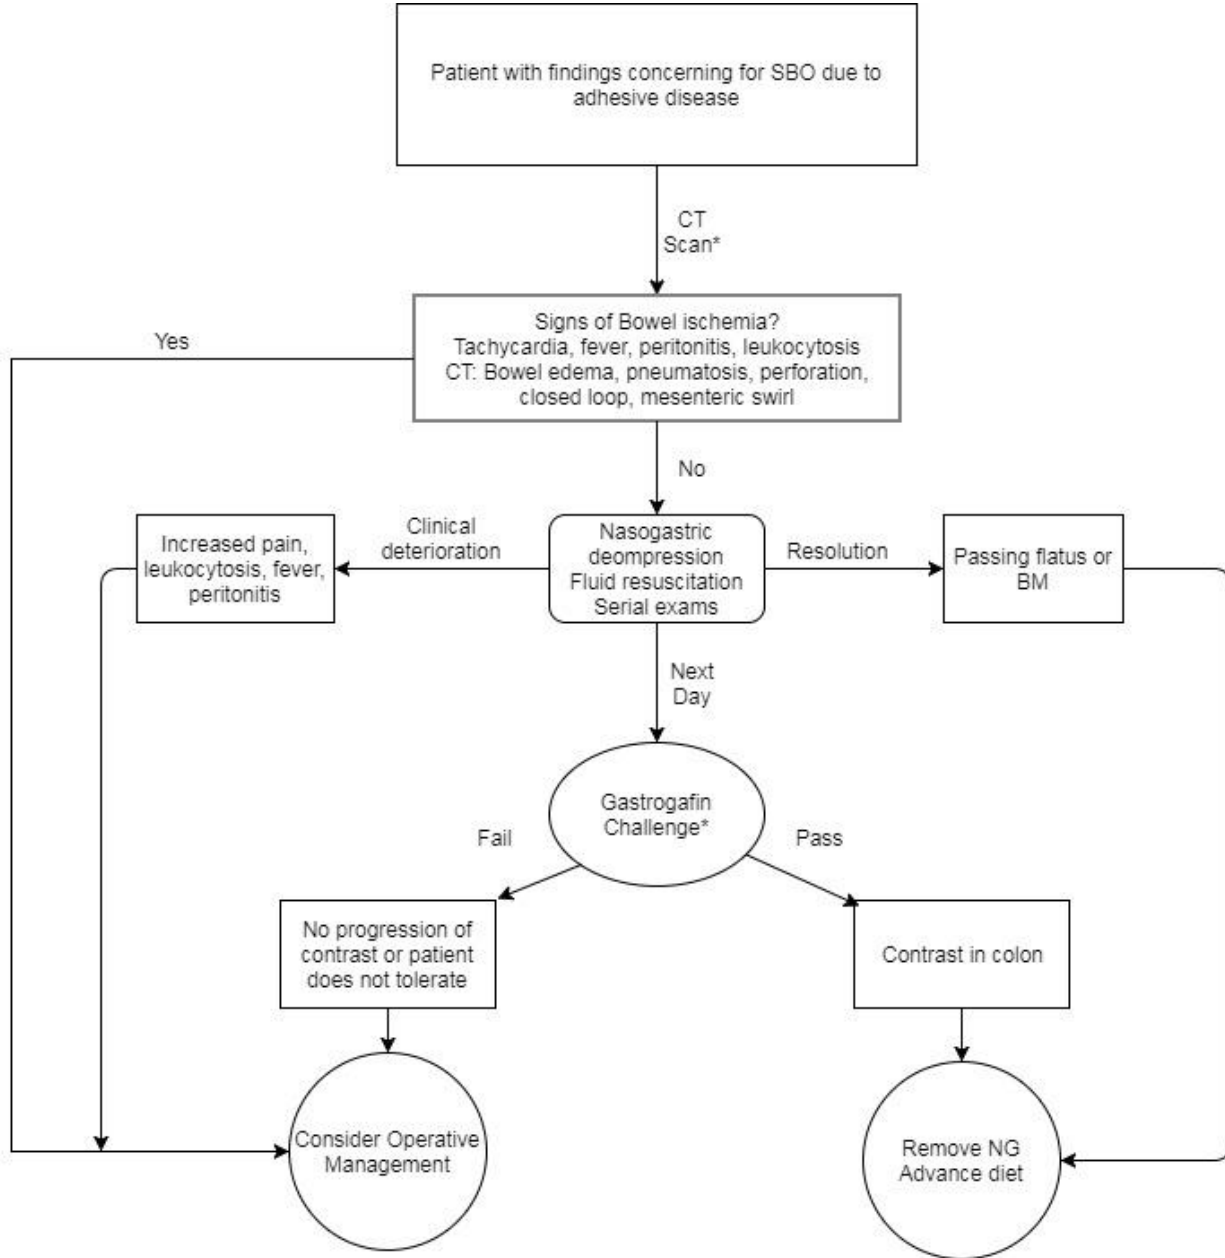 Patient with findings concerning for SBO due to
adhesive disease
CT
Scan*
Yes
Signs of Bowel ischemia?
Tachycardia, fever, peritonitis, leukocytosis
CT: Bowel edema, pneumatosis, perforation,
closed loop, mesenteric swirl
No
Increased pain,
leukocytosis, fever,
peritonitis
Clinical
deterioration
Nasogastric
deompression
Fluid resuscitation
Serial exams
Resolution
Passing flatus or
BM
Next
Day
Gastrogafin
Challenge*
Fail
Pass
No progression of
contrast or patient
does not tolerate
Contrast in colon
Consider Operative
Management
Remove NG
Advance diet